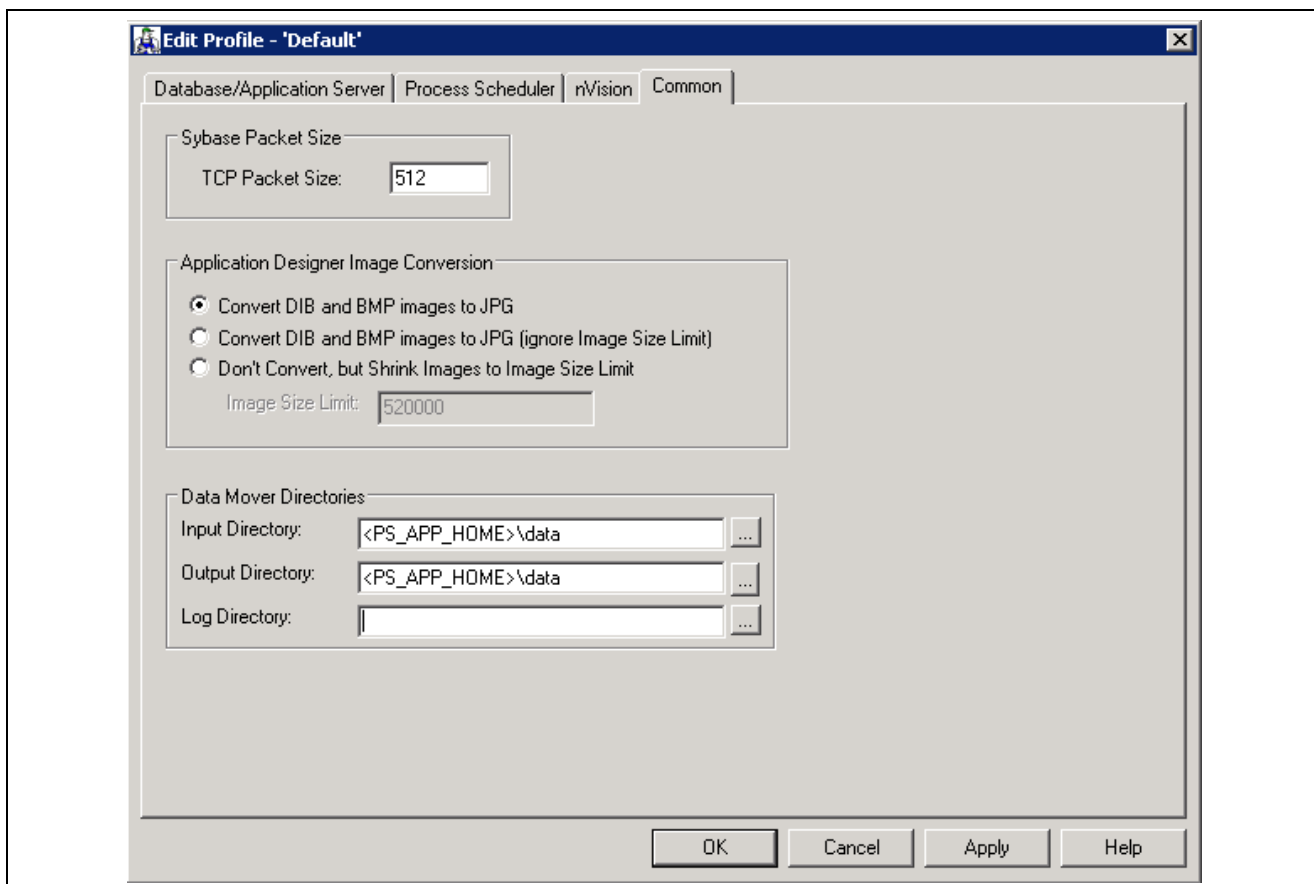 Edit Profile - 'Default'
Database/Application Server Process Scheduler nVision Common
Sybase Packet Size
TCP Packet Size: 512
Application Designer Image Conversion
Convert DIB and BMP images to JPG
Convert DIB and BMP images to JPG (ignore Image Size Limit)
Don't Convert, but Shrink Images to Image Size Limit
Image Size Limit: 520000
Data Mover Directories
Input Directory: <PS_APP_HOME>\data ...
Output Directory: <PS_APP_HOME>\data ...
Log Directory: ...
OK Cancel Apply Help